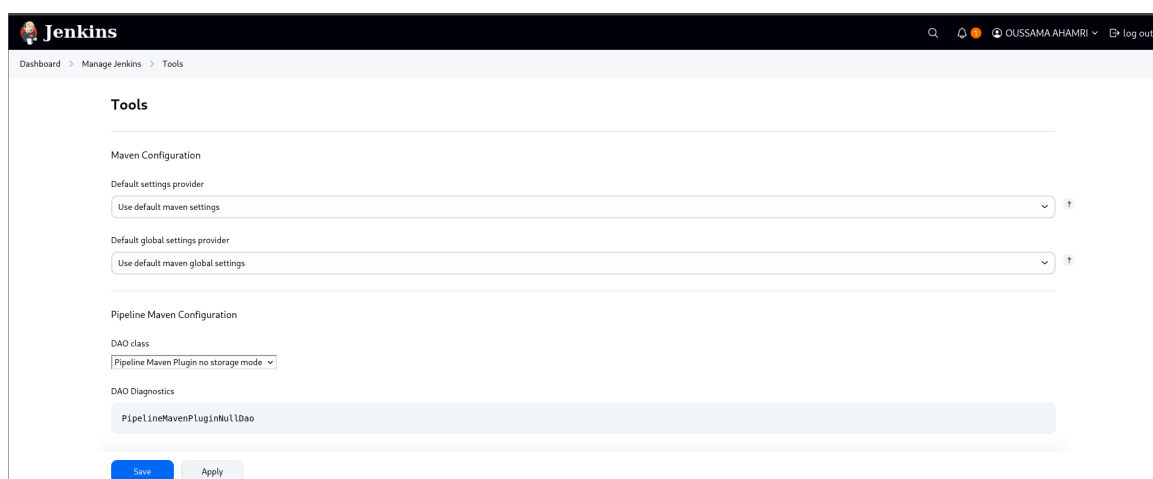 Jenkins
1 OUSSAMA AHAMRI log out
Dashboard > Manage Jenkins > Tools
Tools
Maven Configuration
Default settings provider
Use default maven settings
?
Default global settings provider
Use default maven global settings
?
Pipeline Maven Configuration
DAO class
Pipeline Maven Plugin no storage mode
DAO Diagnostics
PipelineMavenPluginNullDao
Save Apply